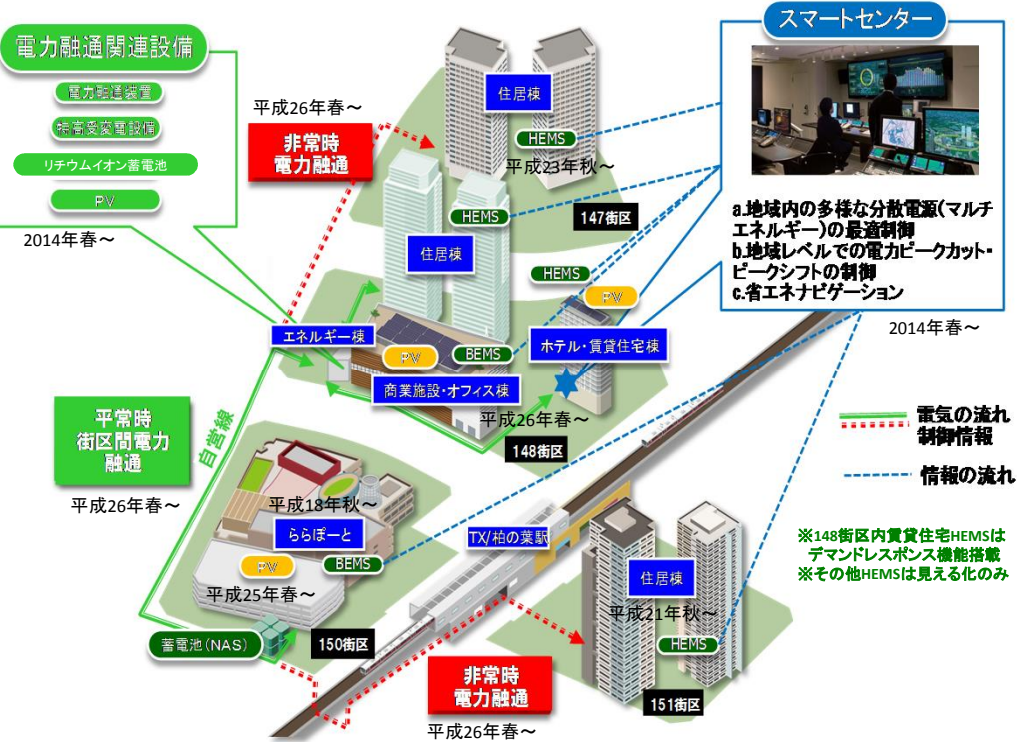 電力融通関連設備
電力融通装置
特高受変電設備
リチウムイオン蓄電池
PV
2014年春～
スマートセンター
a.地域内の多様な分散電源(マルチ
エネルギー)の最適制御
b.地域レベルでの電力ピークカット・
ピークシフトの制御
c.省エネナビゲーション
2014年春～
平成26年春～
非常時
電力融通
住居棟
HEMS
平成23年秋～
HEMS
147街区
住居棟
HEMS
PV
エネルギー棟
PV
BEMS
ホテル・賃貸住宅棟
商業施設・オフィス棟
平成26年春～
148街区
平常時
街区間電力
融通
平成26年春～
自営線
電気の流れ
制御情報
情報の流れ
平成18年秋～
ららぽーと
PV
BEMS
平成25年春～
TX/柏の葉駅
※148街区内賃貸住宅HEMSは
デマンドレスポンス機能搭載
※その他HEMSは見える化のみ
住居棟
平成21年秋～
HEMS
蓄電池(NAS)
150街区
非常時
電力融通
平成26年春～
151街区